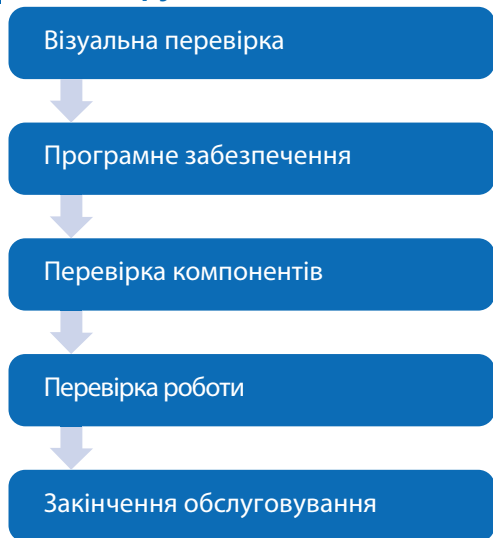 Візуальна перевірка
Програмне забезпечення
Перевірка компонентів
Перевірка роботи
Закінчення обслуговування